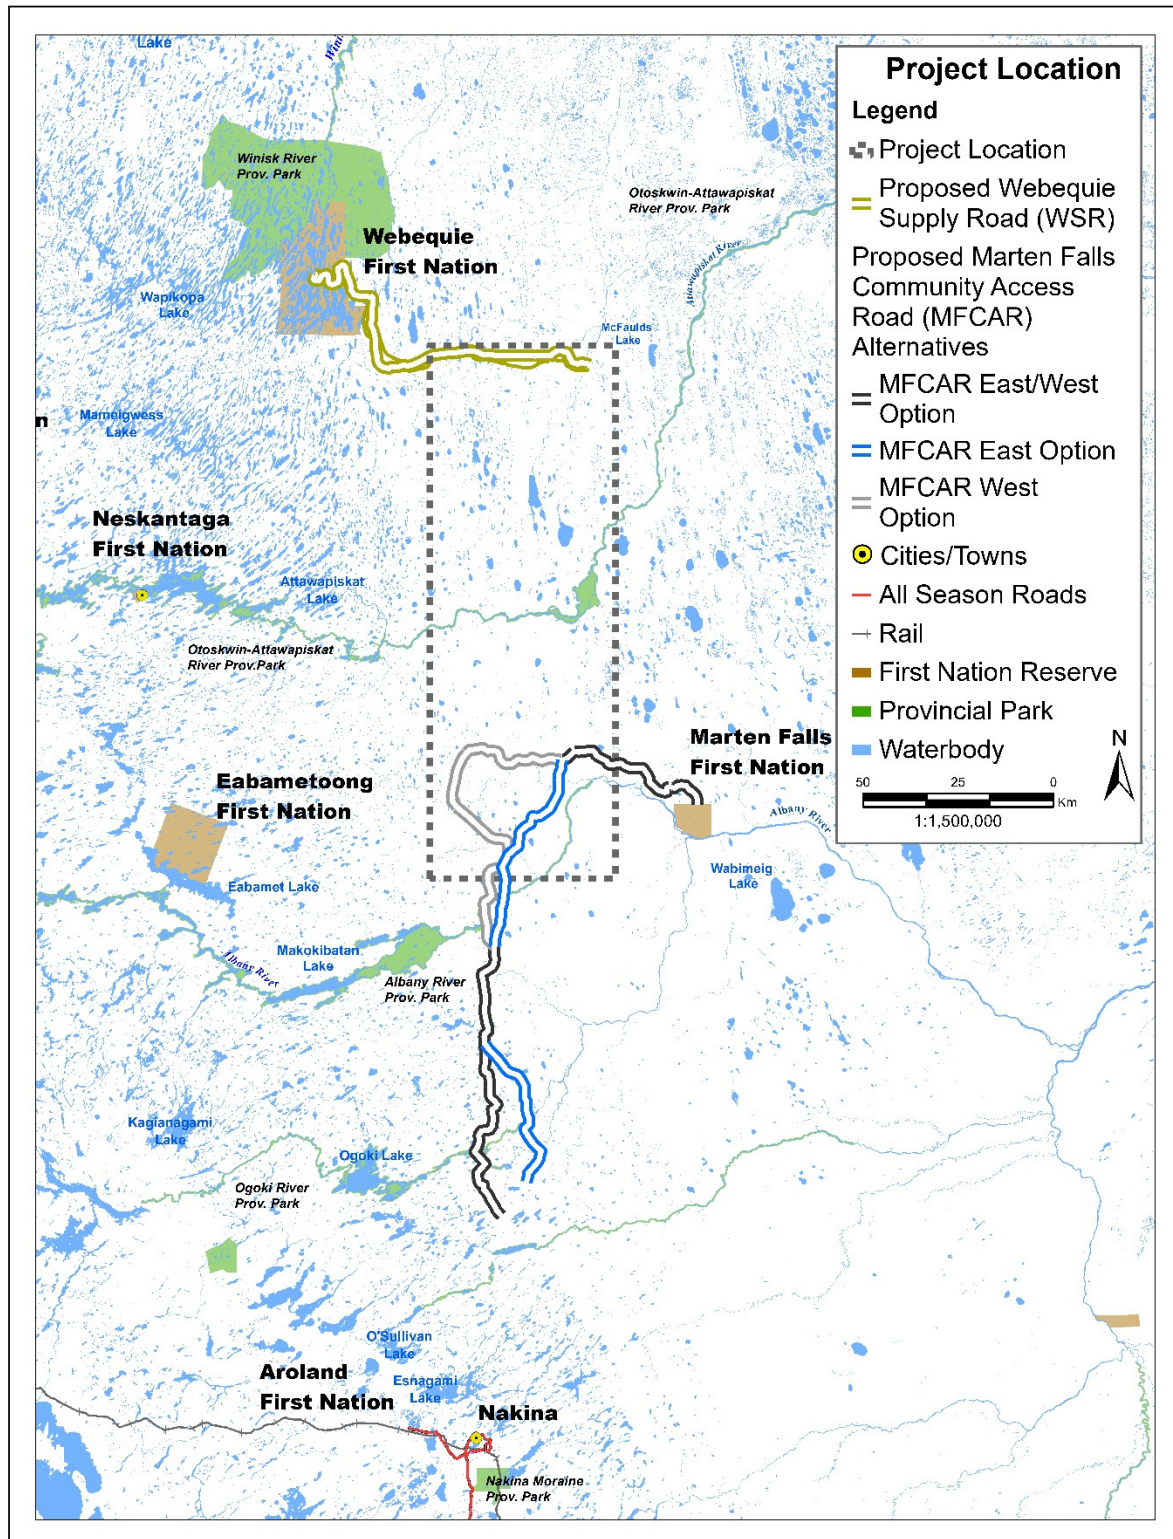 Lake
Wini
Winisk River
Prov. Park
Webequie
First Nation
Otoskwin-Attawapiskat
River Prov. Park
Attawapiskat River
Wapikopa
Lake
McFaulds
Lake
n
Mameigwess
Lake
Neskantaga
First Nation
Attawapiskat
Lake
Otoskwin-Attawapiskat
River Prov.Park
Marten Falls
First Nation
Eabametoong
First Nation
Albany River
Wabimeig
Lake
Eabamet Lake
Makokibatan
Lake
Albany River
Albany River
Prov. Park
Kagianagami
Lake
Ogoki Lake
Ogoki River
Prov. Park
O'Sullivan
Lake
Aroland
First Nation
Esnagami
Lake
Nakina
Nakina Moraine
Prov. Park
Project Location
Legend
Project Location
Proposed Webequie
Supply Road (WSR)
Proposed Marten Falls
Community Access
Road (MFCAR)
Alternatives
MFCAR East/West
Option
MFCAR East Option
MFCAR West
Option
Cities/Towns
All Season Roads
Rail
First Nation Reserve
Provincial Park
Waterbody
N
50 25 0
Km
1:1,500,000